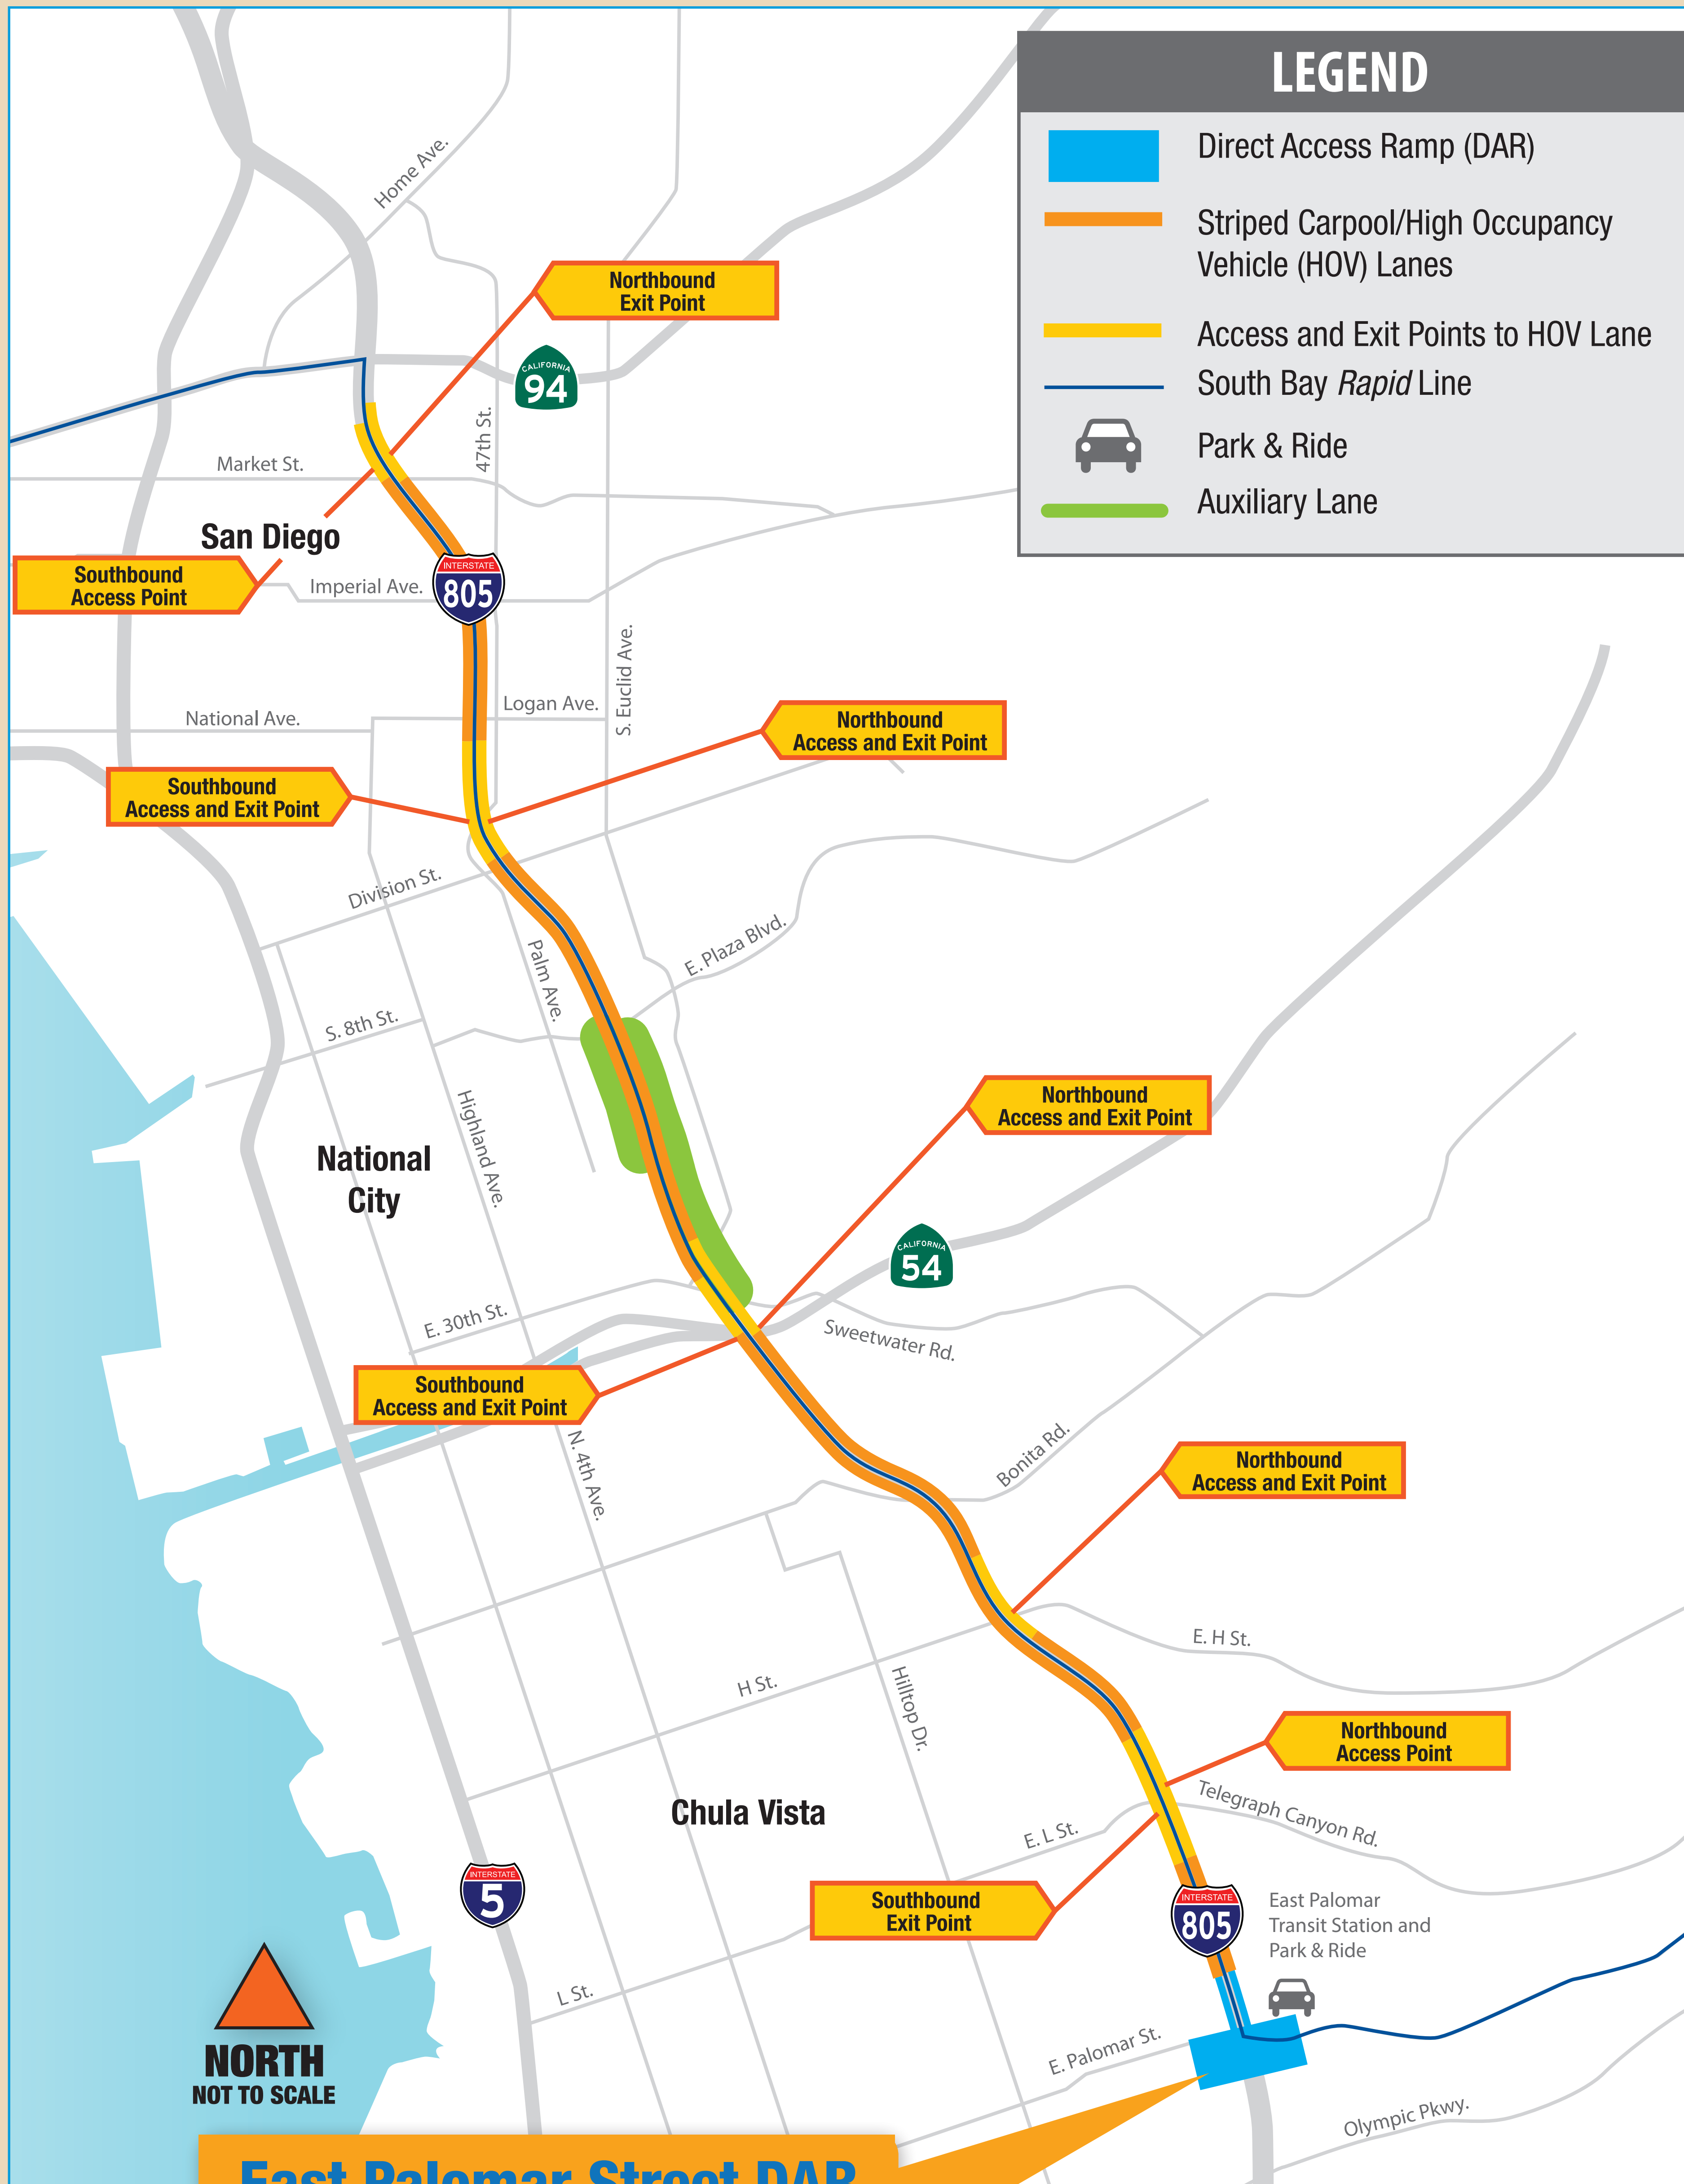 LEGEND
Direct Access Ramp (DAR)
Striped Carpool/High Occupancy
Vehicle (HOV) Lanes
Access and Exit Points to HOV Lane
South Bay Rapid Line
Park & Ride
Auxiliary Lane
Home Ave.
Northbound
Exit Point
CALIFORNIA
94
47th St.
Market St.
San Diego
Southbound
Access Point
Imperial Ave.
INTERSTATE
805
S. Euclid Ave.
Logan Ave.
National Ave.
Northbound
Access and Exit Point
Southbound
Access and Exit Point
Division St.
E. Plaza Blvd.
Palm Ave.
S. 8th St.
Highland Ave.
National
City
Northbound
Access and Exit Point
CALIFORNIA
54
E. 30th St.
Sweetwater Rd.
Southbound
Access and Exit Point
N. 4th Ave.
Bonita Rd.
Northbound
Access and Exit Point
E. H St.
H St.
Hilltop Dr.
Northbound
Access Point
Telegraph Canyon Rd.
Chula Vista
E. L St.
Southbound
Exit Point
INTERSTATE
5
INTERSTATE
805
East Palomar
Transit Station and
Park & Ride
L St.
E. Palomar St.
Olympic Pkwy.
NORTH
NOT TO SCALE
East Palomar Street DAR